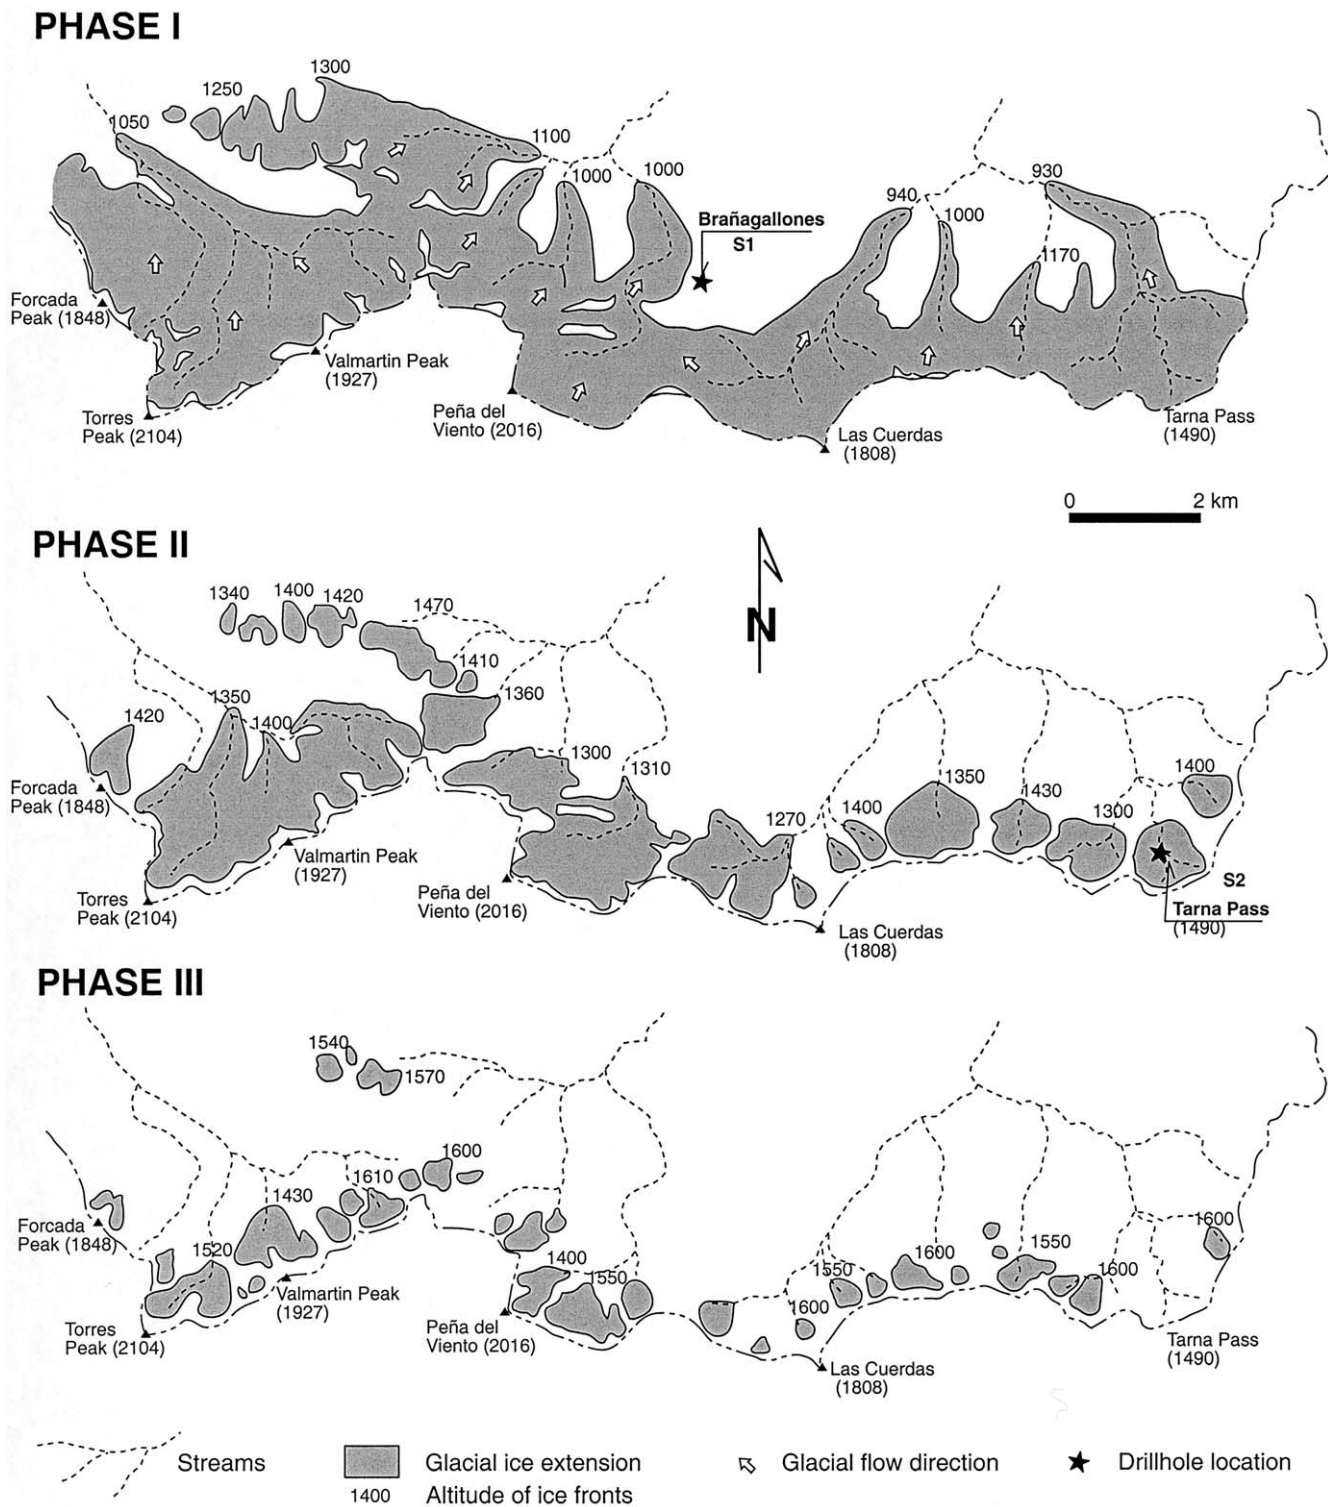 PHASE I
1300
1250
1050
1100
1000
1000
930
940
1000
Brañagallones
S1
1170
Forcada
Peak (1848)
Valmartin Peak
(1927)
Torres
Peak (2104)
Peña del
Viento (2016)
Las Cuerdas
(1808)
Tarna Pass
(1490)
0 2 km
PHASE II
N
1340
1400
1420
1470
1410
1360
1350
1400
1420
1300
1310
1270
1400
1350
1430
1300
1400
Forcada
Peak (1848)
Valmartin Peak
(1927)
Torres
Peak (2104)
Peña del
Viento (2016)
Las Cuerdas
(1808)
S2
Tarna Pass
(1490)
PHASE III
1540
1570
1600
1610
1430
1520
1400
1550
1600
1550
1600
1550
1600
1600
Forcada
Peak (1848)
Valmartin Peak
(1927)
Torres
Peak (2104)
Peña del
Viento (2016)
Las Cuerdas
(1808)
Tarna Pass
(1490)
Streams
Glacial ice extension
Glacial flow direction
Drillhole location
1400 Altitude of ice fronts